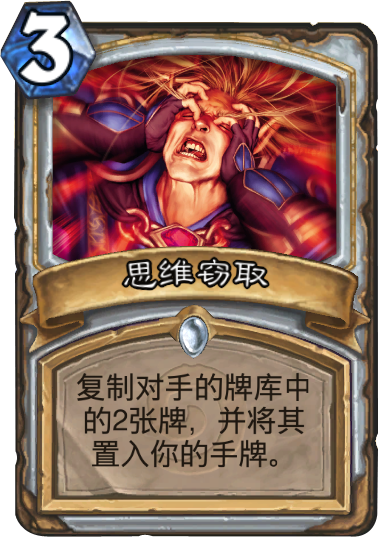 3
思维窃取
复制对手的牌库中
的2张牌，并将其
置入你的手牌。